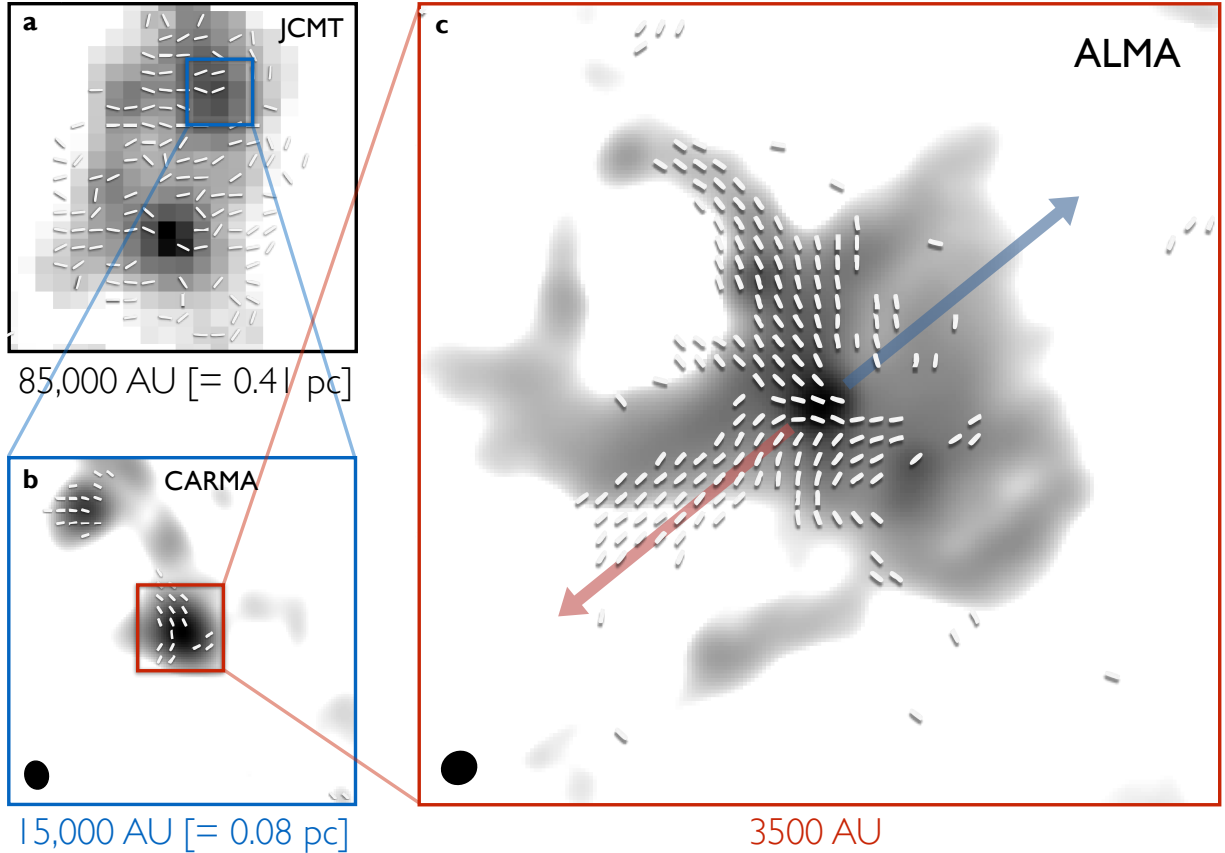 a
JCMT
85,000 AU [= 0.41 pc]
b
CARMA
15,000 AU [= 0.08 pc]
c
ALMA
3500 AU